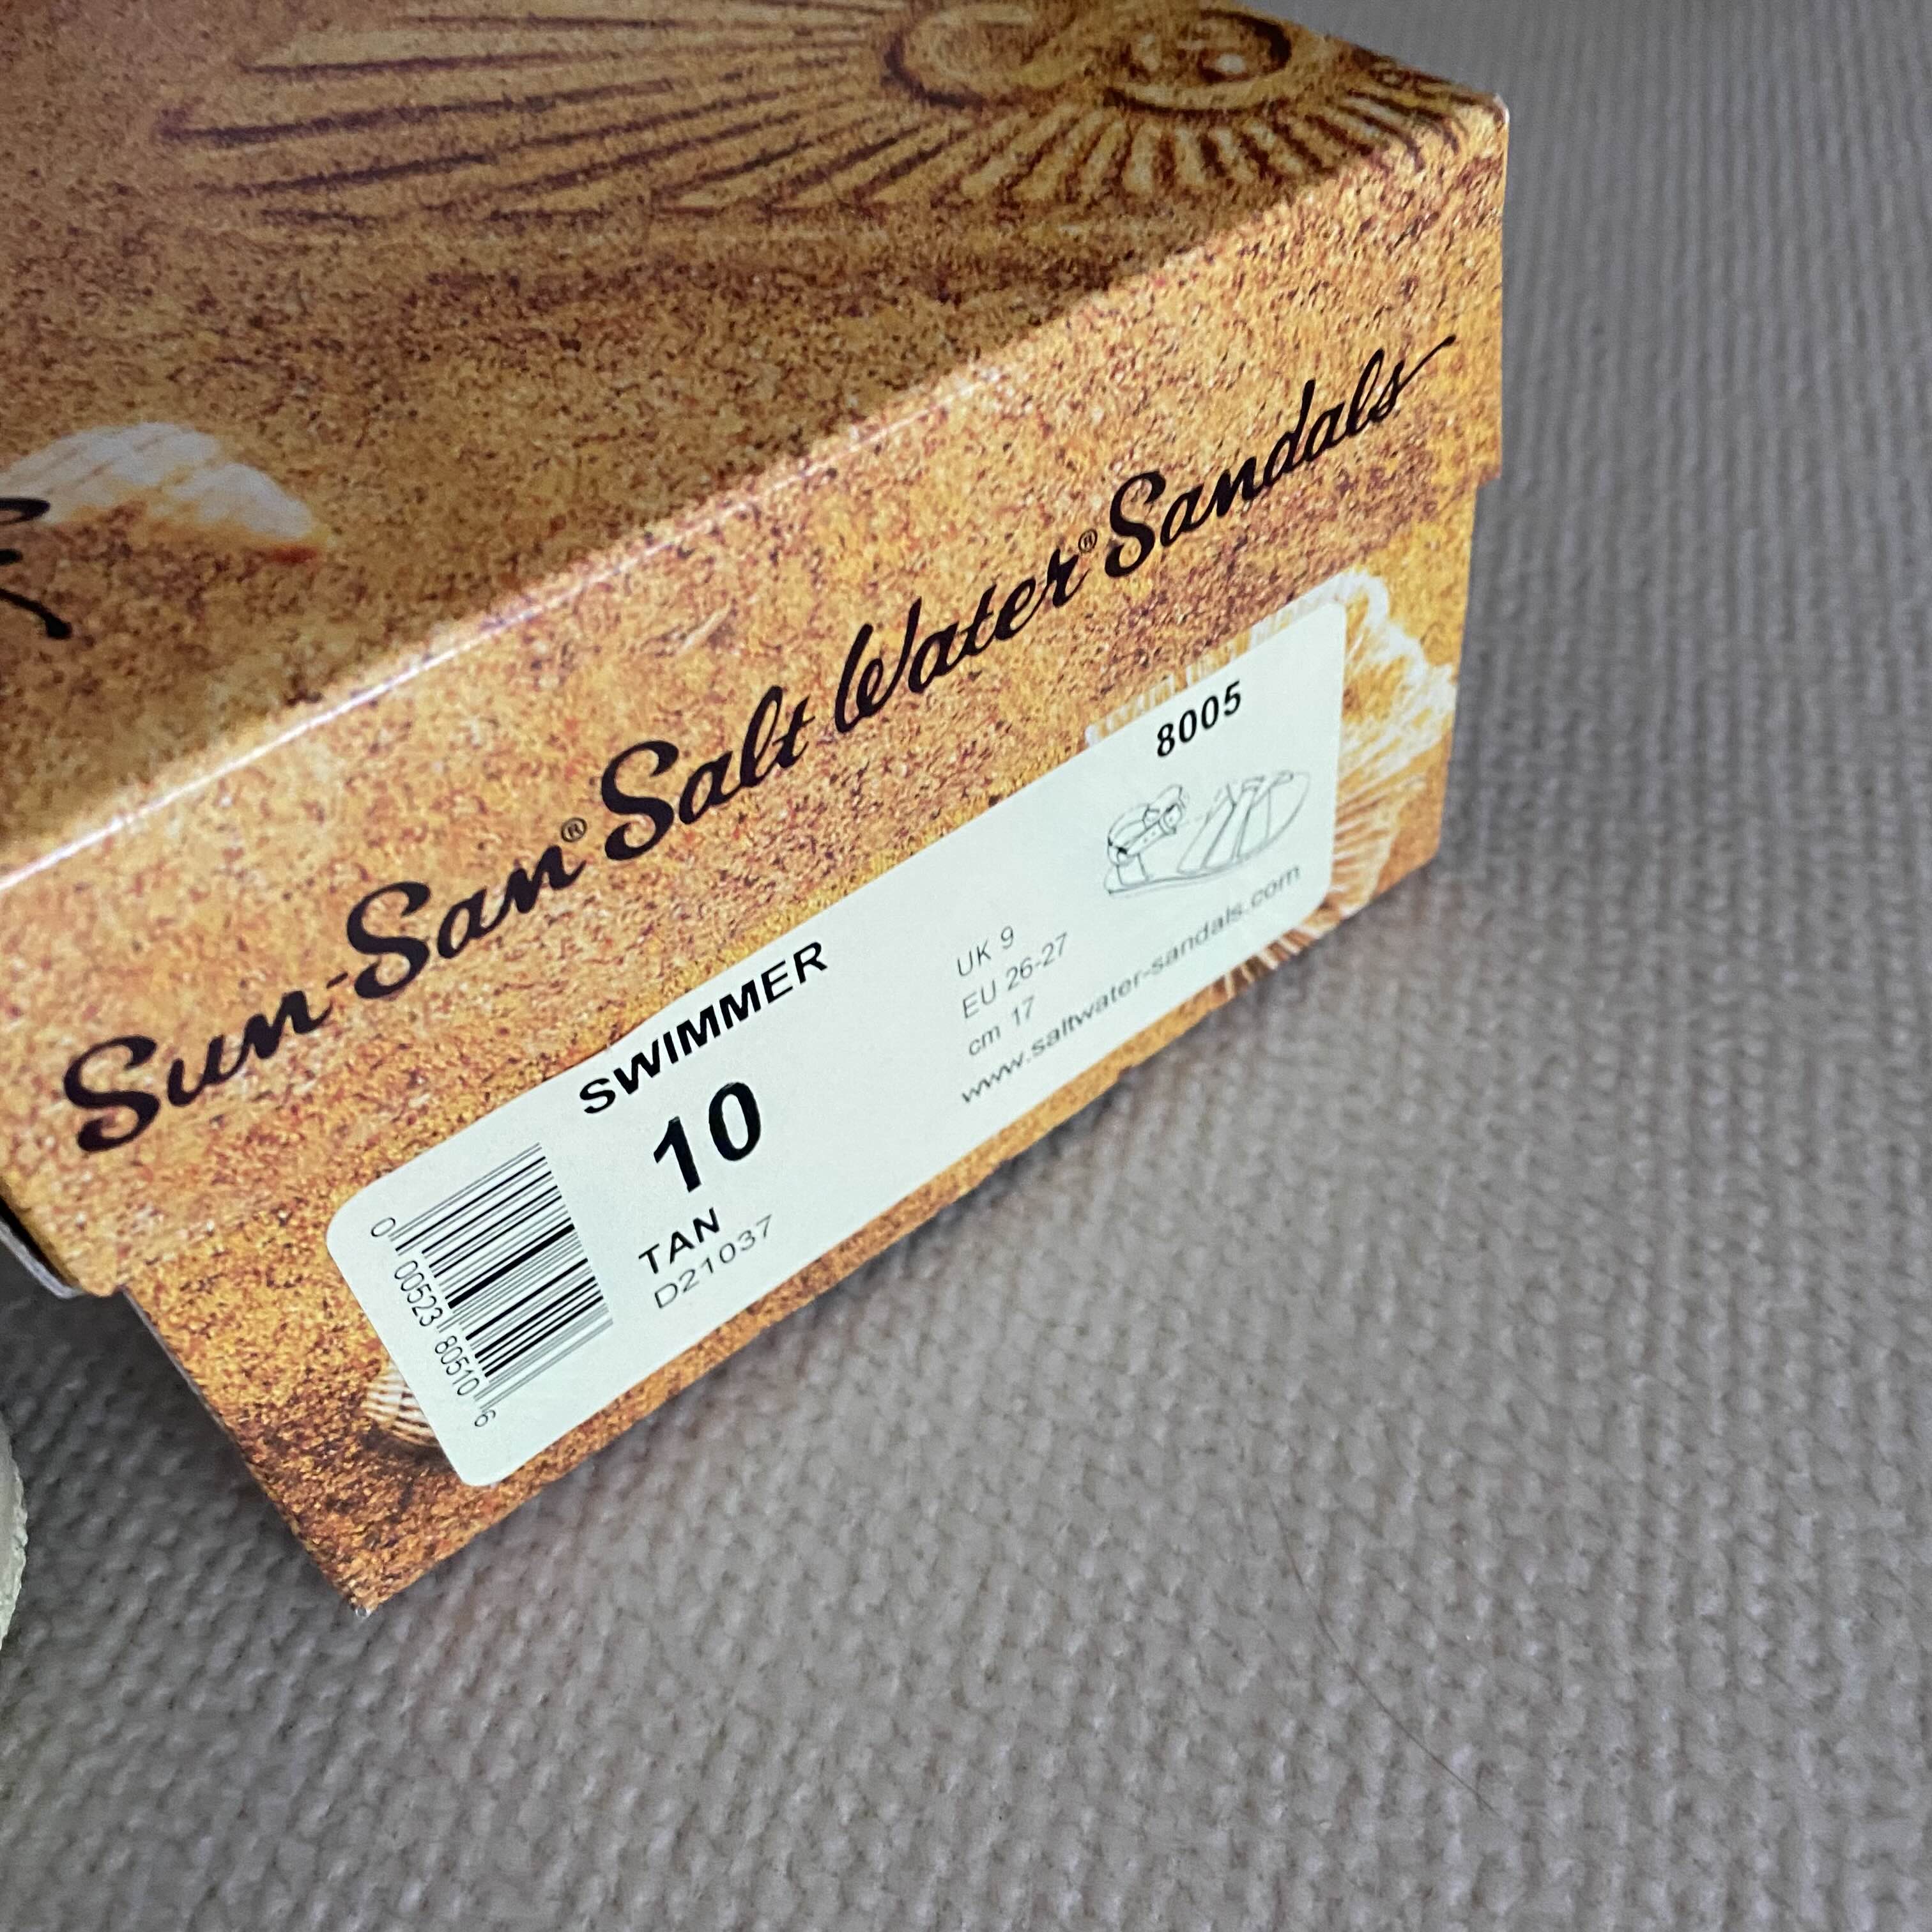 Sun-San® Salt Water® Sandals
8005
SWIMMER
10
TAN
D21037
UK 9
EU 26-27
cm 17
www.saltwater-sandals.com
0 00523 80510 6